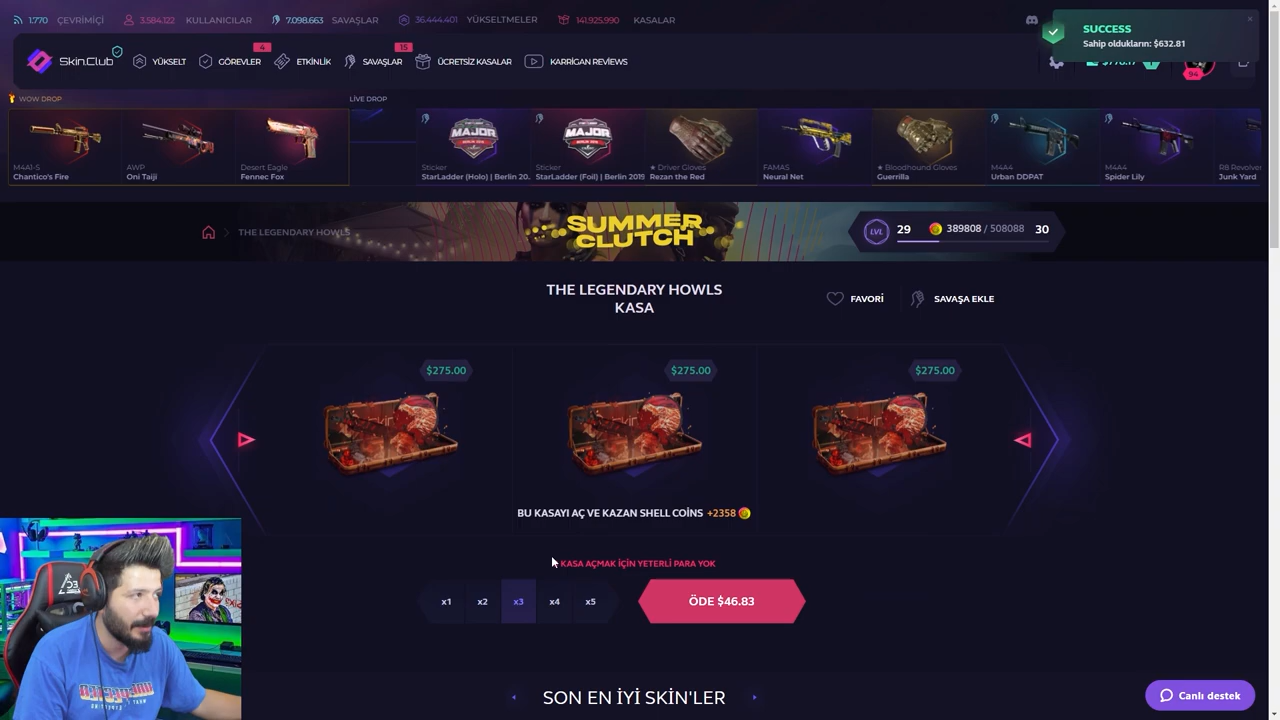 1.770 ÇEVRİMİÇİ 3.584.122 KULLANICILAR 7.098.663 SAVAŞLAR 36.444.401 YÜKSELTMELER 141.925.990 KASALAR
SUCCESS
Sahip oldukların: $632.81
Skin.Club YÜKSELT GÖREVLER 4 ETKİNLİK SAVAŞLAR 15 ÜCRETSİZ KASALAR KARRİGAN REVİEWS
94
WOW DROP LİVE DROP
M4A1-S AWP Desert Eagle Sticker Sticker ★ Driver Gloves FAMAS ★ Bloodhound Gloves M4A4 M4A4 R8 Revolver
Chantico's Fire Oni Taiji Fennec Fox StarLadder (Holo) | Berlin 20.. StarLadder (Foil) | Berlin 2019 Rezan the Red Neural Net Guerrilla Urban DDPAT Spider Lily Junk Yard
MAJOR MAJOR
THE LEGENDARY HOWLS
SUMMER
CLUTCH
LVL 29 389808 / 508088 30
THE LEGENDARY HOWLS
KASA
FAVORİ SAVAŞA EKLE
$275.00 $275.00 $275.00
BU KASAYI AÇ VE KAZAN SHELL COİNS +2358
KASA AÇMAK İÇİN YETERLİ PARA YOK
x1 x2 x3 x4 x5 ÖDE $46.83
SON EN İYİ SKİN'LER
Canlı destek